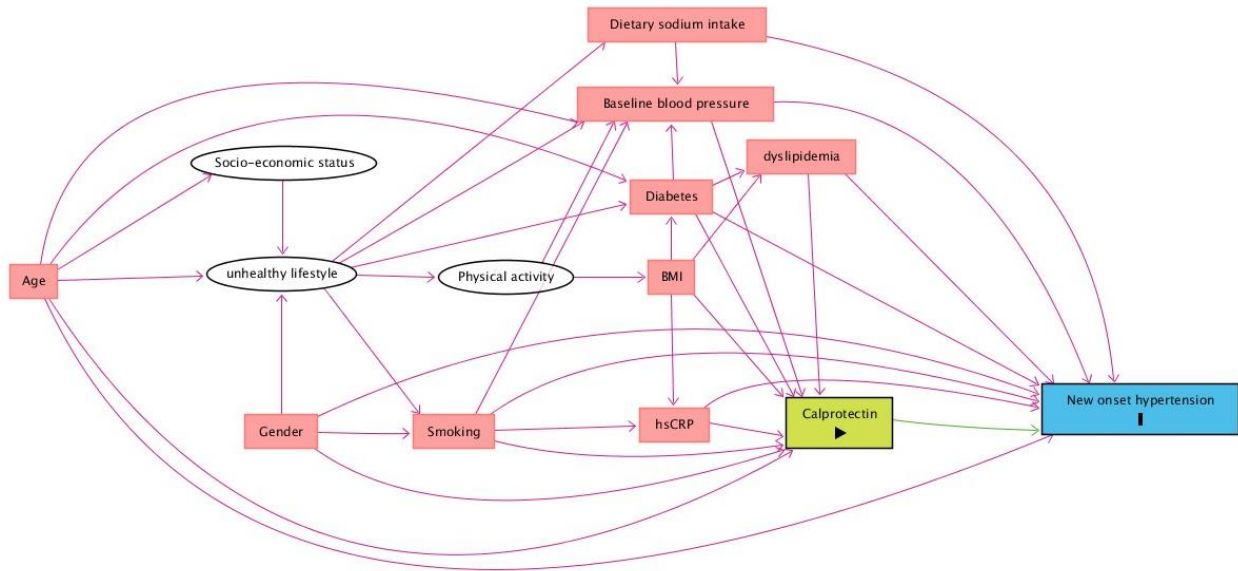 Dietary sodium intake
Baseline blood pressure
Socio-economic status
dyslipidemia
Diabetes
unhealthy lifestyle
Physical activity
BMI
Age
New onset hypertension
Calprotectin
Gender
Smoking
hsCRP